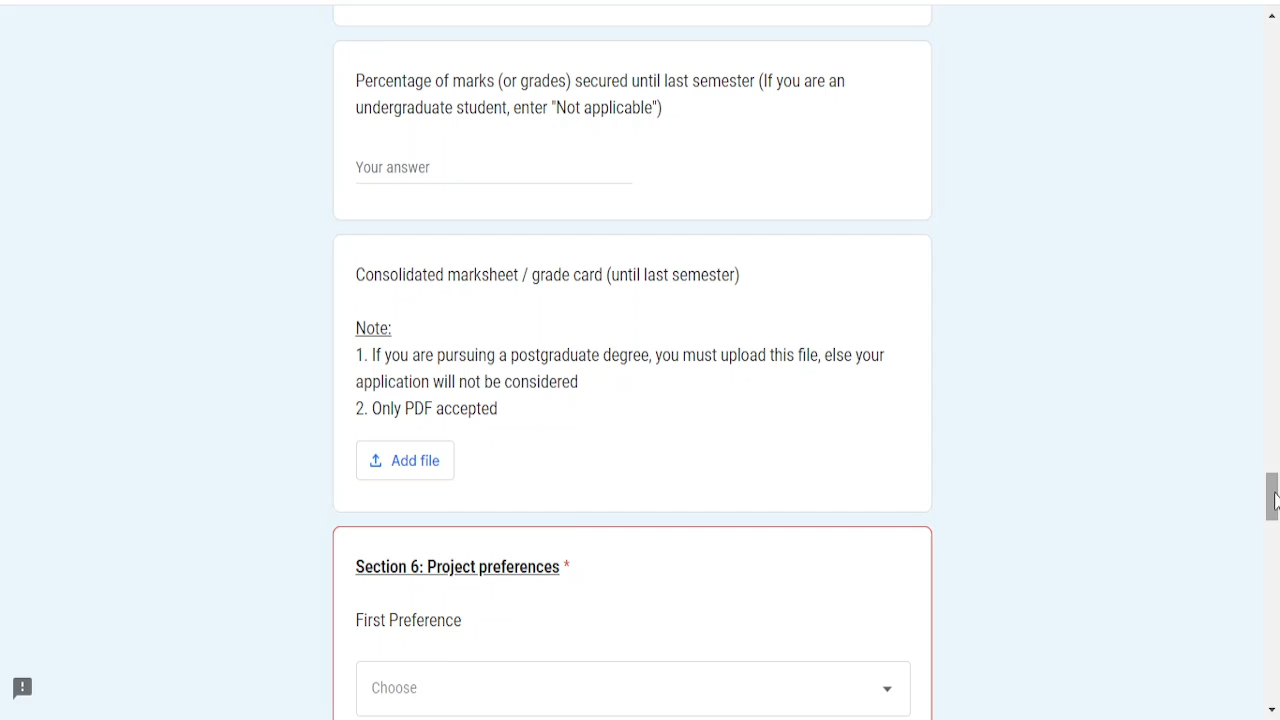 Percentage of marks (or grades) secured until last semester (If you are an
undergraduate student, enter "Not applicable")
Your answer
Consolidated marksheet / grade card (until last semester)
Note:
1. If you are pursuing a postgraduate degree, you must upload this file, else your
application will not be considered
2. Only PDF accepted
Add file
Section 6: Project preferences *
First Preference
Choose